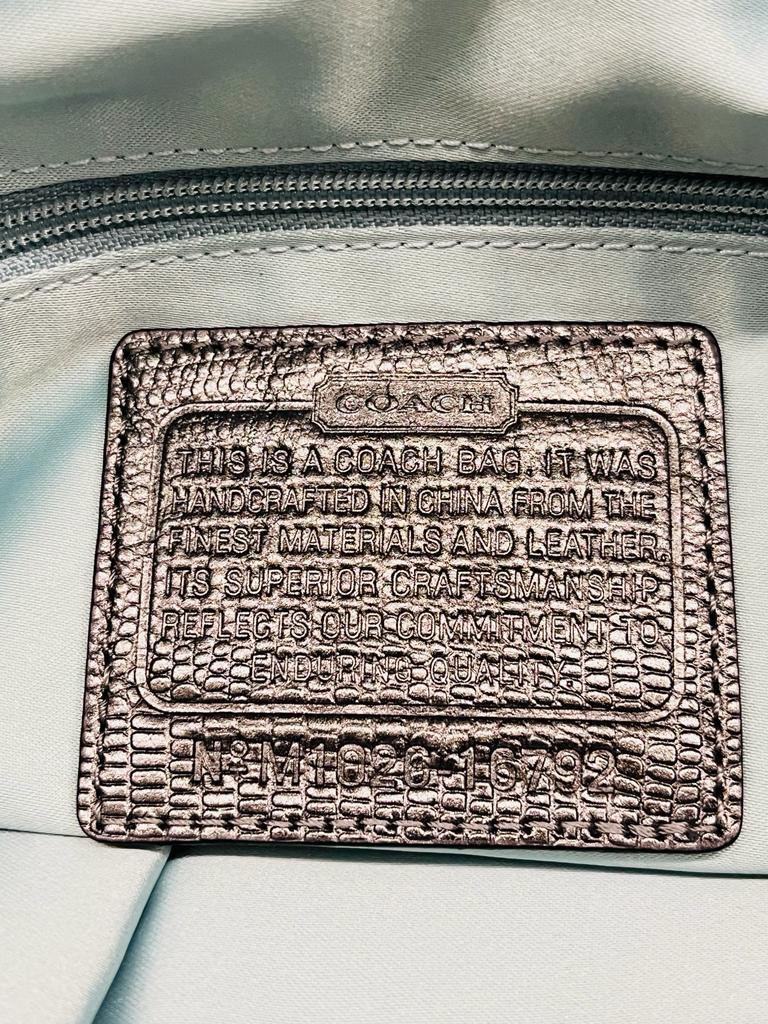 COACH
THIS IS A COACH BAG. IT WAS
HANDCRAFTED IN CHINA FROM THE
FINEST MATERIALS AND LEATHER.
ITS SUPERIOR CRAFTSMANSHIP
REFLECTS OUR COMMITMENT TO
ENDURING QUALITY.
Nº M1026-16792